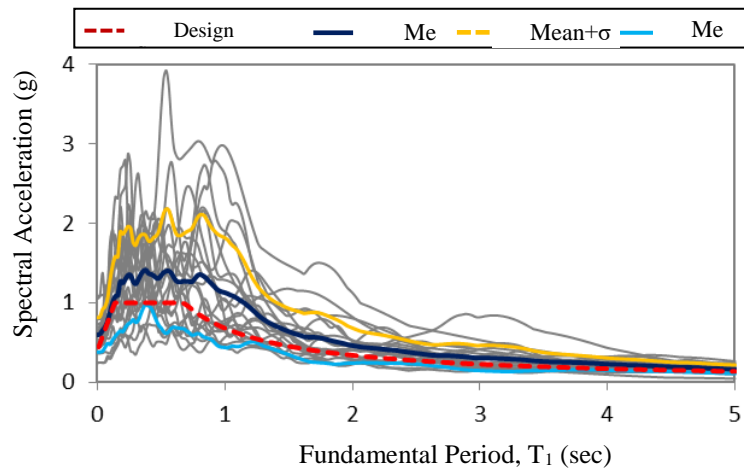 Design Me Mean+σ Me
4
3
2
1
0
Spectral Acceleration (g)
0 1 2 3 4 5
Fundamental Period, T₁ (sec)